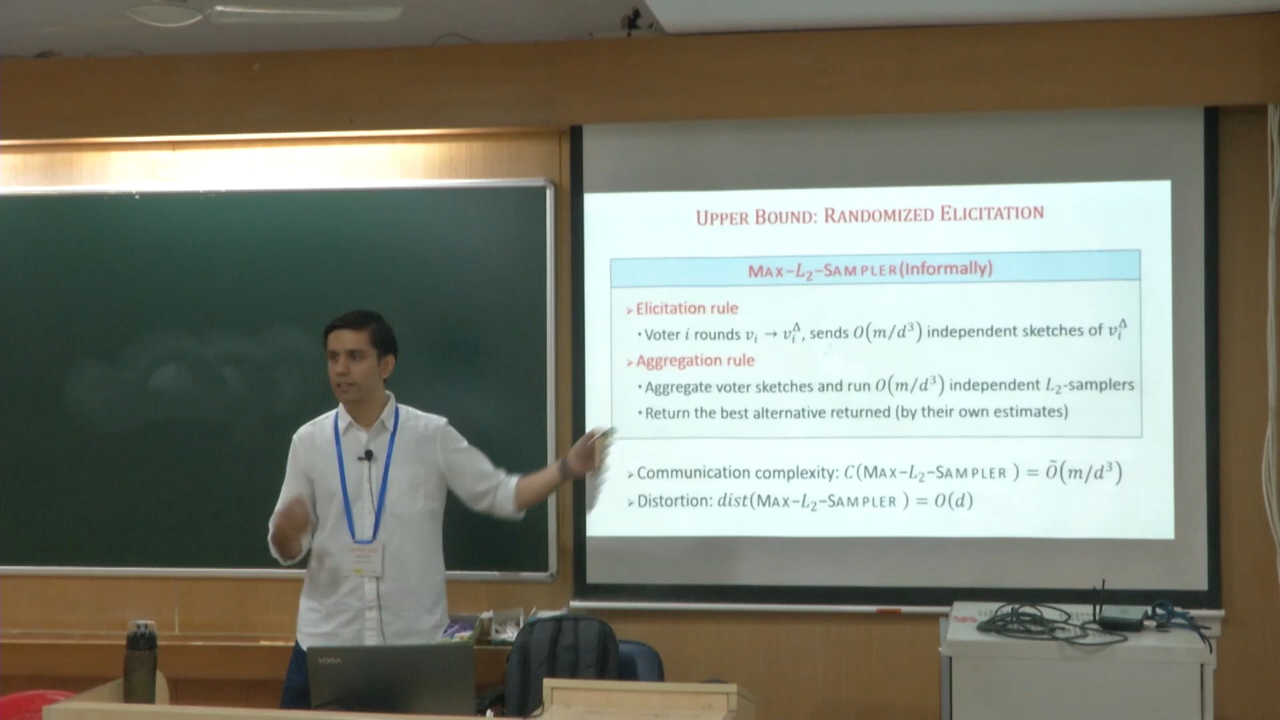 UPPER BOUND: RANDOMIZED ELICITATION
MAX–L₂–SAMPLER(Informally)
➢Elicitation rule
•Voter i rounds vᵢ → vᵢ^Δ, sends O(m/d³) independent sketches of vᵢ^Δ
➢Aggregation rule
•Aggregate voter sketches and run O(m/d³) independent L₂-samplers
•Return the best alternative returned (by their own estimates)
➢Communication complexity: C(MAX–L₂–SAMPLER ) = Õ(m/d³)
➢Distortion: dist(MAX–L₂–SAMPLER ) = O(d)
YOGA